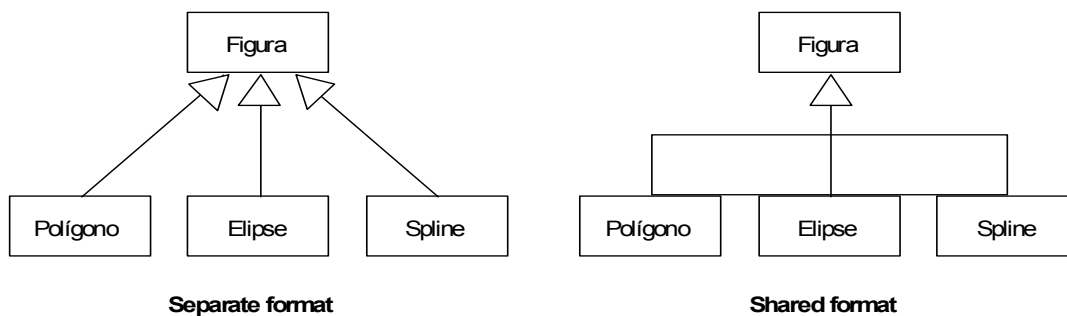 Figura
Polígono
Elipse
Spline
Separate format
Figura
Polígono
Elipse
Spline
Shared format